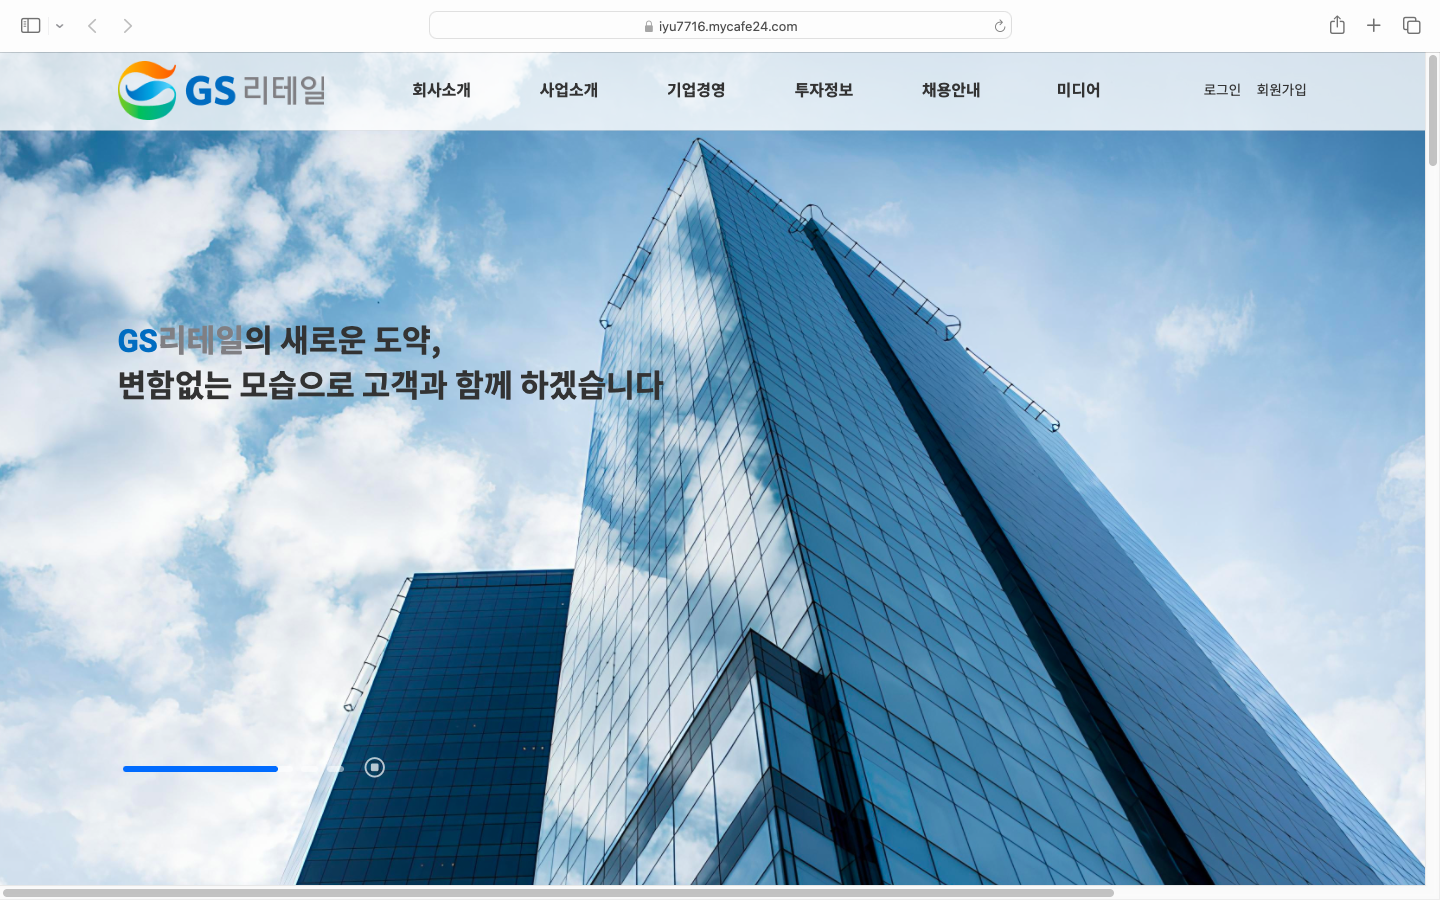 iyu7716.mycafe24.com
GS 리테일
회사소개 사업소개 기업경영 투자정보 채용안내 미디어 로그인 회원가입
GS리테일의 새로운 도약,
변함없는 모습으로 고객과 함께 하겠습니다